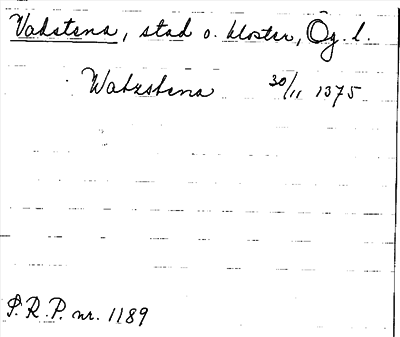 Vadstena, stad o. kloster, Ög. l.
Watzstena 30/11 1375
S.R.P. nr. 1189